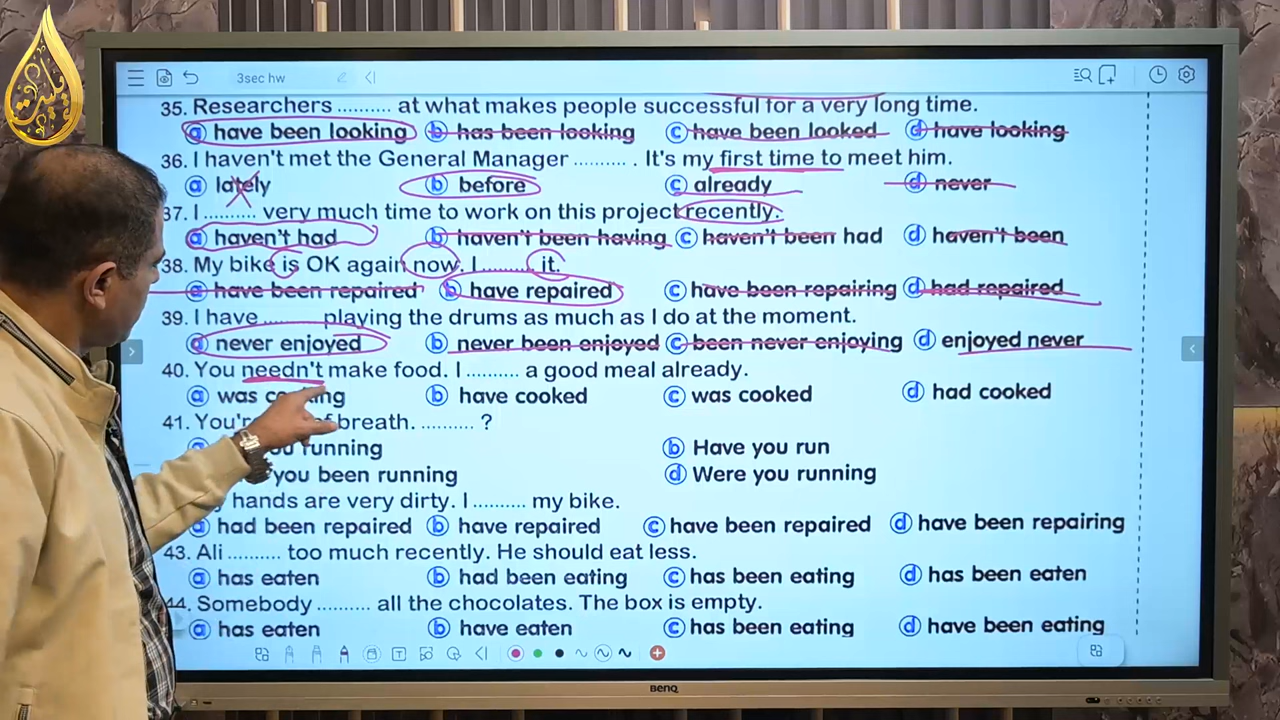 3sec hw
35. Researchers .......... at what makes people successful for a very long time.
a have been looking b has been looking c have been looked d have looking
36. I haven't met the General Manager .......... . It's my first time to meet him.
a lately b before c already d never
37. I .......... very much time to work on this project recently.
a haven't had b haven't been having c haven't been had d haven't been
38. My bike is OK again now. I .......... it.
a have been repaired b have repaired c have been repairing d had repaired
39. I have .......... playing the drums as much as I do at the moment.
a never enjoyed b never been enjoyed c been never enjoying d enjoyed never
40. You needn't make food. I .......... a good meal already.
a was cooking b have cooked c was cooked d had cooked
41. You're of breath. .......... ?
running b Have you run
you been running d Were you running
hands are very dirty. I .......... my bike.
a had been repaired b have repaired c have been repaired d have been repairing
43. Ali .......... too much recently. He should eat less.
a has eaten b had been eating c has been eating d has been eaten
44. Somebody .......... all the chocolates. The box is empty.
a has eaten b have eaten c has been eating d have been eating
BenQ